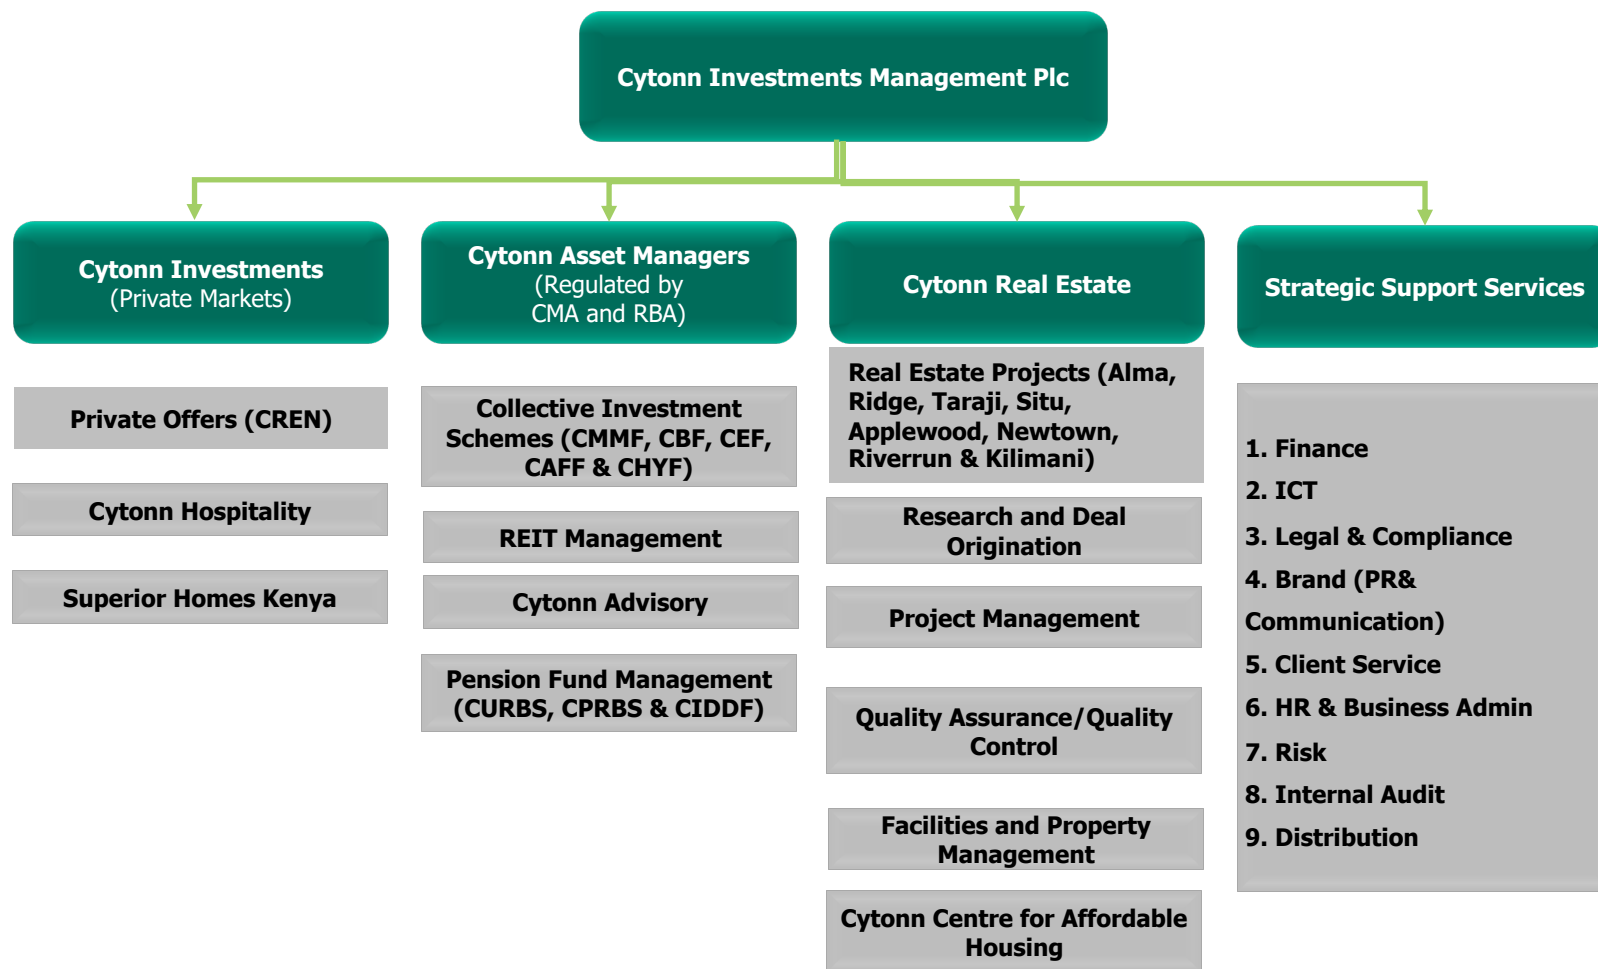 Cytonn Investments Management Plc
Cytonn Investments
(Private Markets)
Private Offers (CREN)
Cytonn Hospitality
Superior Homes Kenya
Cytonn Asset Managers
(Regulated by
CMA and RBA)
Collective Investment
Schemes (CMMF, CBF, CEF,
CAFF & CHYF)
REIT Management
Cytonn Advisory
Pension Fund Management
(CURBS, CPRBS & CIDDF)
Cytonn Real Estate
Real Estate Projects (Alma,
Ridge, Taraji, Situ,
Applewood, Newtown,
Riverrun & Kilimani)
Research and Deal
Origination
Project Management
Quality Assurance/Quality
Control
Facilities and Property
Management
Cytonn Centre for Affordable
Housing
Strategic Support Services
1. Finance
2. ICT
3. Legal & Compliance
4. Brand (PR&
Communication)
5. Client Service
6. HR & Business Admin
7. Risk
8. Internal Audit
9. Distribution